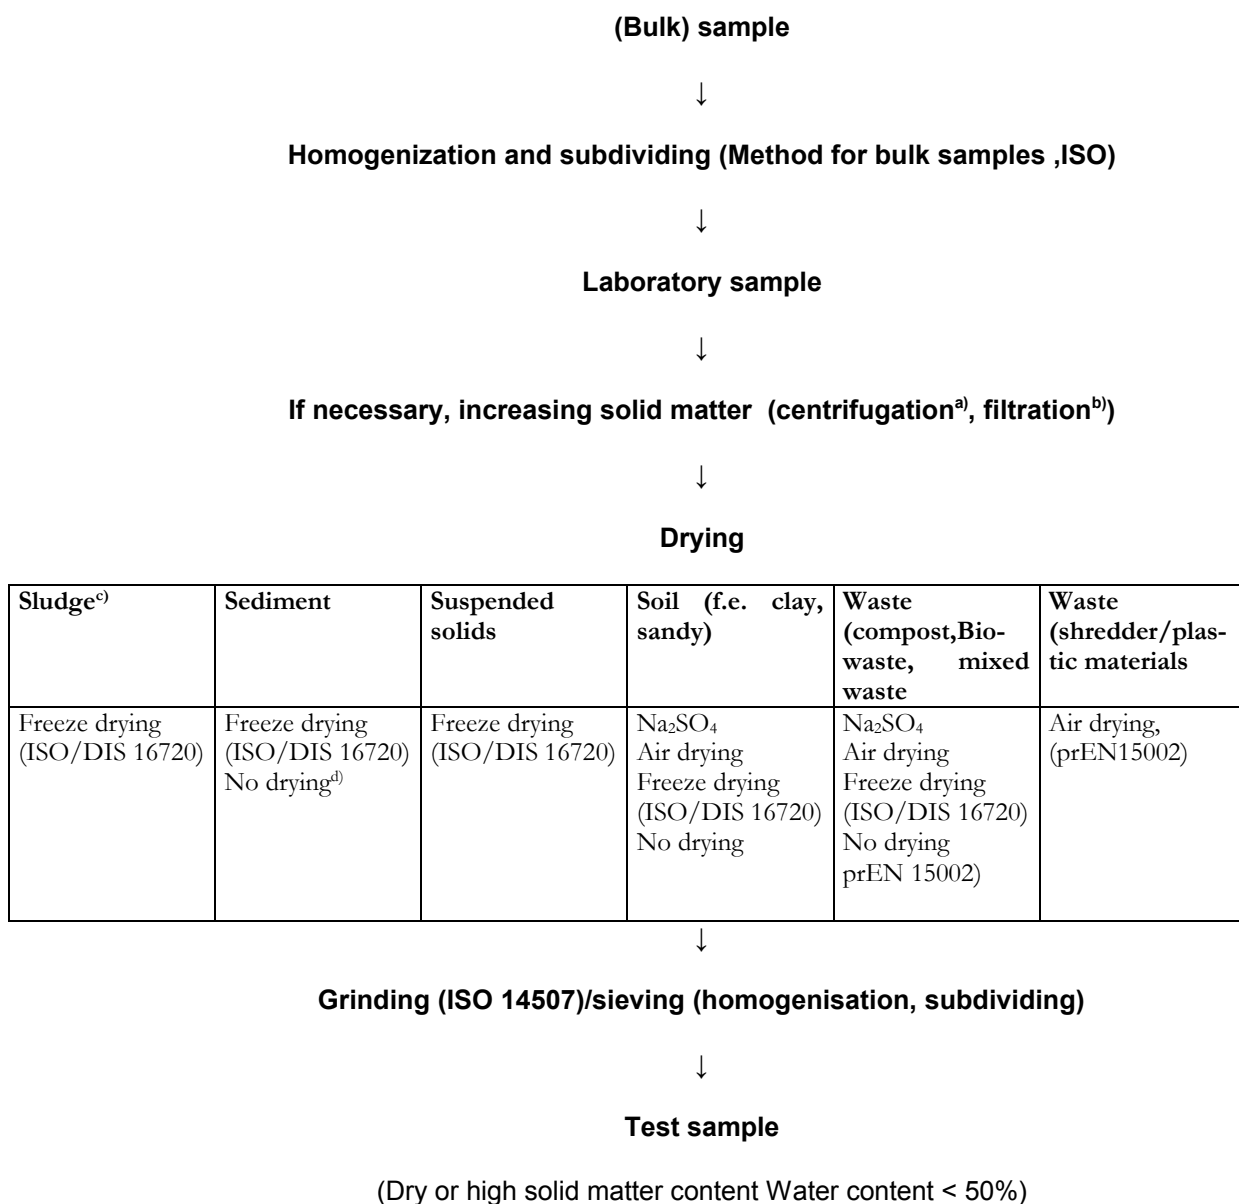 (Bulk) sample
↓
Homogenization and subdividing (Method for bulk samples ,ISO)
↓
Laboratory sample
↓
If necessary, increasing solid matter (centrifugationᵃ⁾, filtrationᵇ⁾)
↓
Drying
Sludgeᶜ⁾
Sediment
Suspended
solids
Soil (f.e. clay,
sandy)
Waste
(compost,Bio-
waste, mixed
waste
Waste
(shredder/plas-
tic materials
Freeze drying
(ISO/DIS 16720)
Freeze drying
(ISO/DIS 16720)
No dryingᵈ⁾
Freeze drying
(ISO/DIS 16720)
Na₂SO₄
Air drying
Freeze drying
(ISO/DIS 16720)
No drying
Na₂SO₄
Air drying
Freeze drying
(ISO/DIS 16720)
No drying
prEN 15002)
Air drying,
(prEN15002)
↓
Grinding (ISO 14507)/sieving (homogenisation, subdividing)
↓
Test sample
(Dry or high solid matter content Water content < 50%)